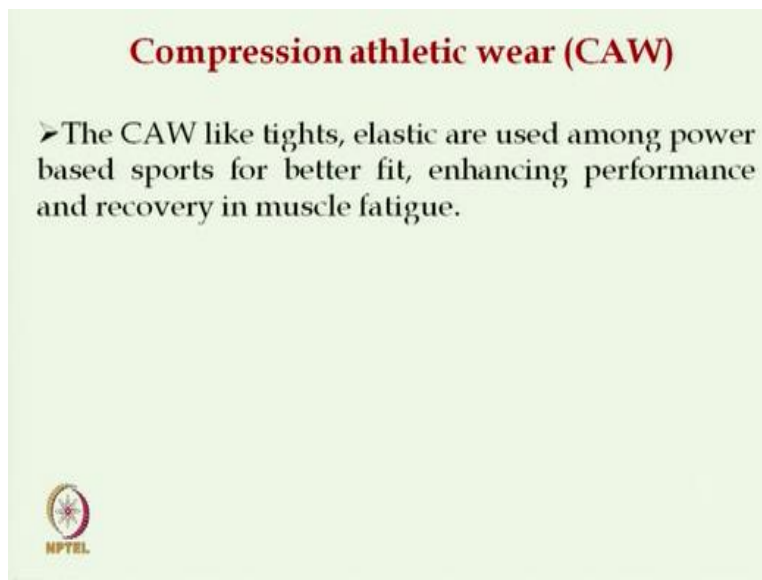 Compression athletic wear (CAW)
➤The CAW like tights, elastic are used among power
based sports for better fit, enhancing performance
and recovery in muscle fatigue.
NPTEL